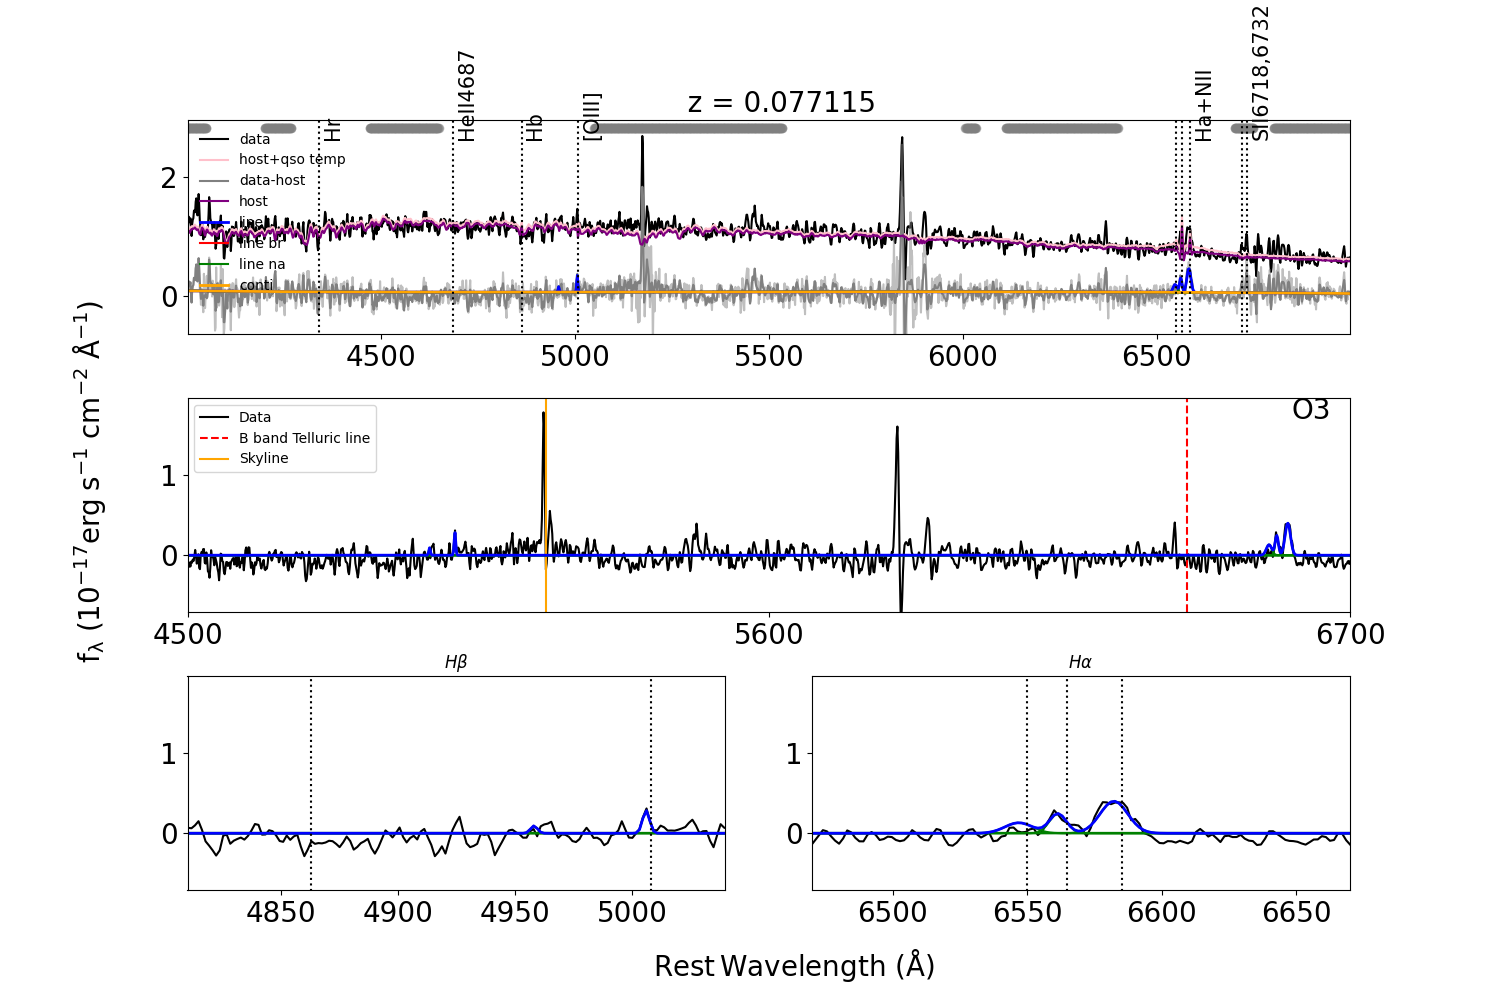 z = 0.077115
Hr
HeII4687
Hb
[OIII]
Ha+NII
SII6718,6732
data
host+qso temp
data-host
host
line
line br
line na
conti
2
0
4500 5000 5500 6000 6500
O3
Data
B band Telluric line
Skyline
1
0
4500 5600 6700
fλ (10−17erg s−1 cm−2 Å−1)
Hβ
1
0
4850 4900 4950 5000
Hα
1
0
6500 6550 6600 6650
Rest Wavelength (Å)